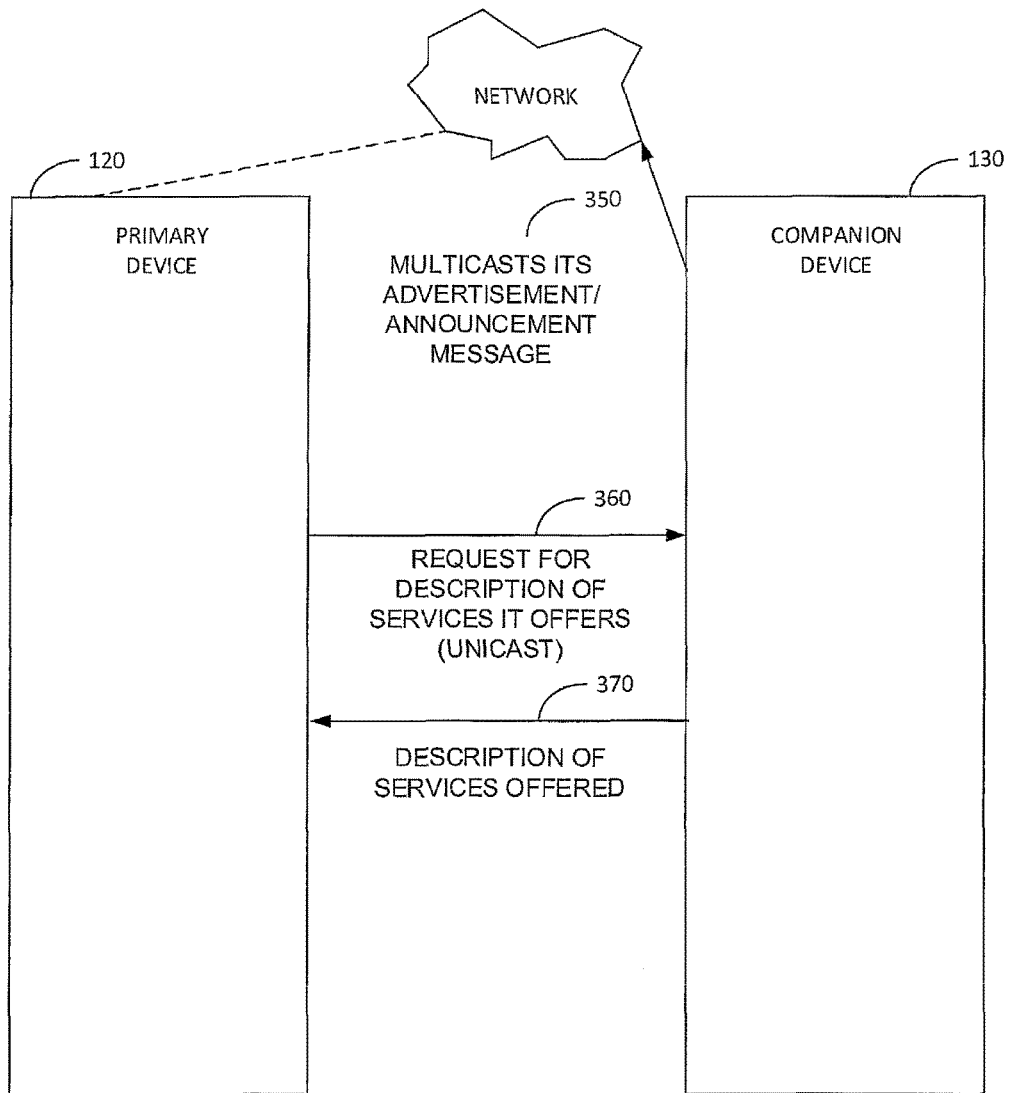 NETWORK
120
130
350
PRIMARY
DEVICE
COMPANION
DEVICE
MULTICASTS ITS
ADVERTISEMENT/
ANNOUNCEMENT
MESSAGE
360
REQUEST FOR
DESCRIPTION OF
SERVICES IT OFFERS
(UNICAST)
370
DESCRIPTION OF
SERVICES OFFERED